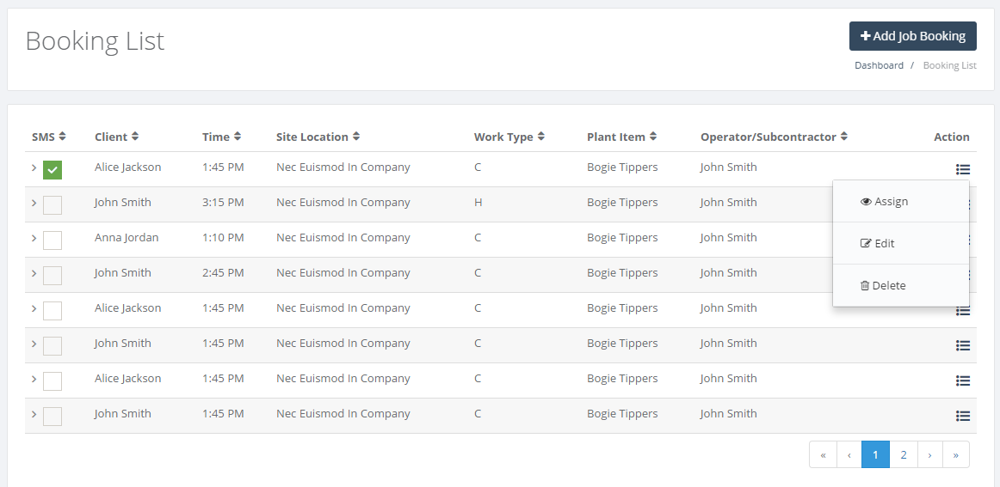 Booking List
Add Job Booking
Dashboard / Booking List
SMS Client Time Site Location Work Type Plant Item Operator/Subcontractor Action
Alice Jackson 1:45 PM Nec Euismod In Company C Bogie Tippers John Smith
John Smith 3:15 PM Nec Euismod In Company H Bogie Tippers John Smith
Assign
Anna Jordan 1:10 PM Nec Euismod In Company C Bogie Tippers John Smith
Edit
John Smith 2:45 PM Nec Euismod In Company C Bogie Tippers John Smith
Delete
Alice Jackson 1:45 PM Nec Euismod In Company C Bogie Tippers John Smith
John Smith 1:45 PM Nec Euismod In Company C Bogie Tippers John Smith
Alice Jackson 1:45 PM Nec Euismod In Company C Bogie Tippers John Smith
John Smith 1:45 PM Nec Euismod In Company C Bogie Tippers John Smith
« ‹ 1 2 › »